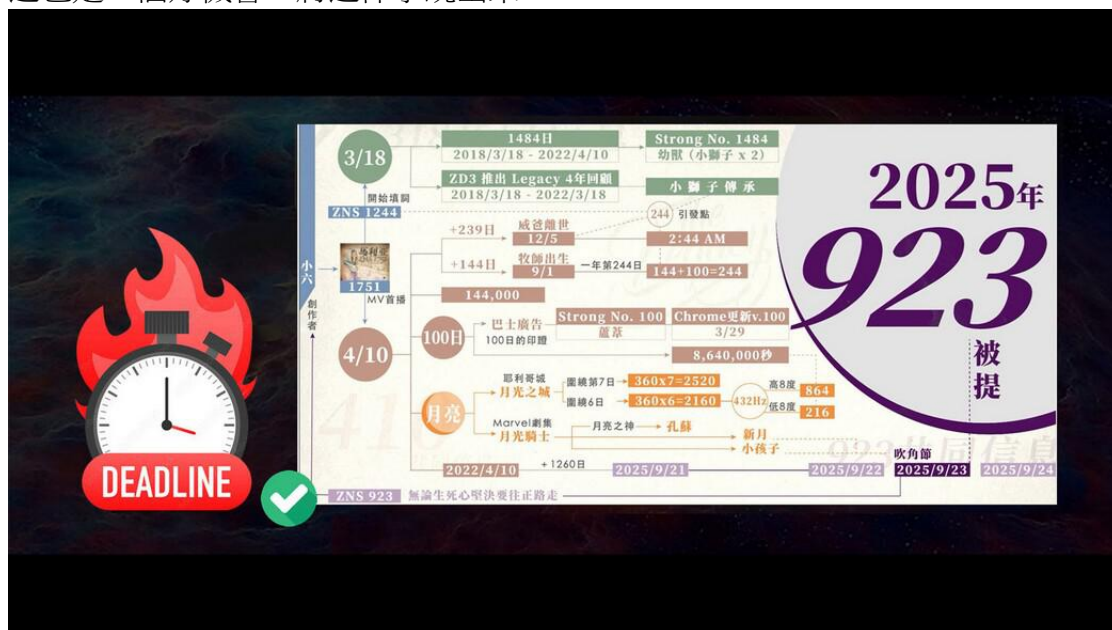 3/18
1484日
2018/3/18 - 2022/4/10
Strong No. 1484
幼獸（小獅子 x 2）
ZD3 推出 Legacy 4年回顧
2018/3/18 - 2022/3/18
小獅子傳承
開始填詞
ZNS 1244
244 引發點
+239日
威爸離世
12/5
2:44 AM
+144日
牧師出生
9/1
一年第244日
144+100=244
小六
創作者
1751
MV首播
144,000
4/10
100日
巴士廣告
100日的印證
Strong No. 100
蘆葦
Chrome更新v.100
3/29
8,640,000秒
月亮
耶利哥城
月光之城
圍繞第7日
360x7=2520
圍繞6日
360x6=2160
432Hz
高8度
864
低8度
216
Marvel劇集
月光騎士
月亮之神
孔蘇
新月
小孩子
2022/4/10
+1260日
2025/9/21
2025/9/22
吹角節
2025/9/23
2025/9/24
ZNS 923
無論生死心堅決要往正路走
2025年
923
被提
DEADLINE